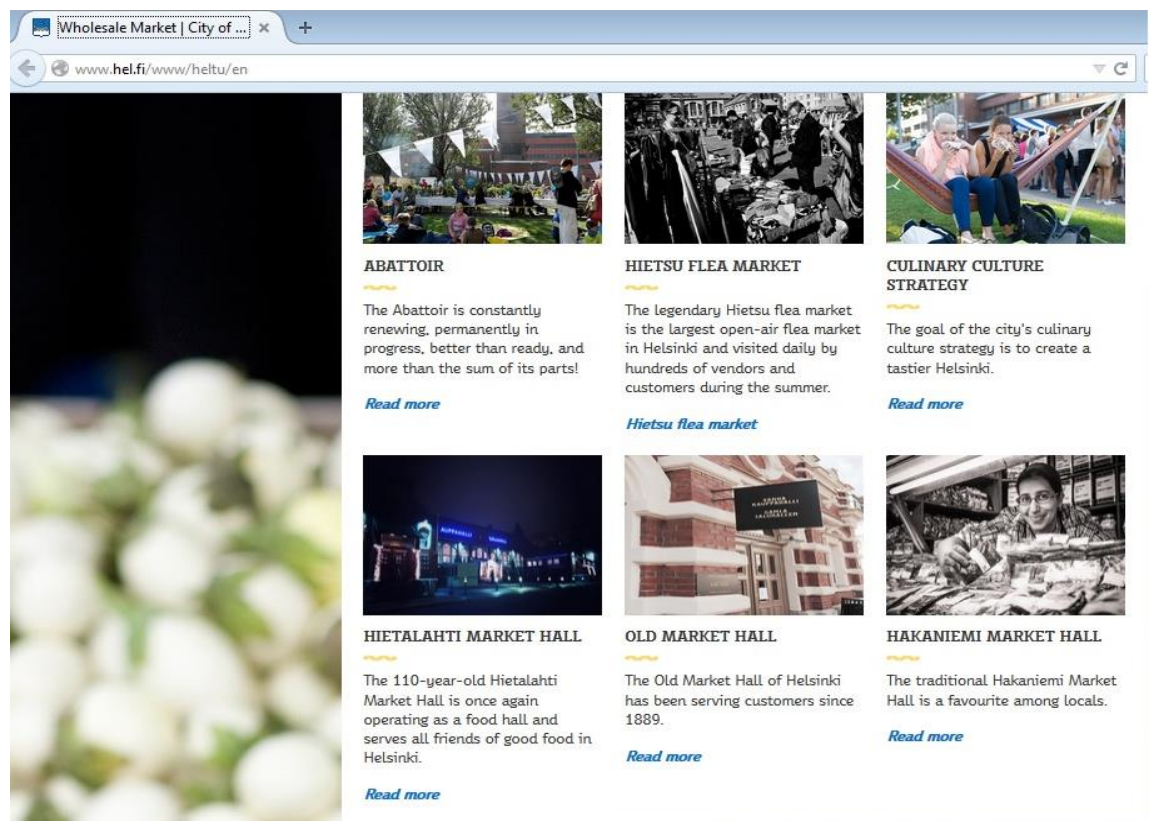 Wholesale Market | City of ...
www.hel.fi/www/heltu/en
ABATTOIR
The Abattoir is constantly
renewing, permanently in
progress, better than ready, and
more than the sum of its parts!
Read more
HIETSU FLEA MARKET
The legendary Hietsu flea market
is the largest open-air flea market
in Helsinki and visited daily by
hundreds of vendors and
customers during the summer.
Hietsu flea market
CULINARY CULTURE
STRATEGY
The goal of the city's culinary
culture strategy is to create a
tastier Helsinki.
Read more
AUPPAHALLI
HIETALAHTI MARKET HALL
The 110-year-old Hietalahti
Market Hall is once again
operating as a food hall and
serves all friends of good food in
Helsinki.
Read more
VANHA
KAUPPAHALLI
GAMLA
SALUHALLEN
OLD MARKET HALL
The Old Market Hall of Helsinki
has been serving customers since
1889.
Read more
HAKANIEMI MARKET HALL
The traditional Hakaniemi Market
Hall is a favourite among locals.
Read more